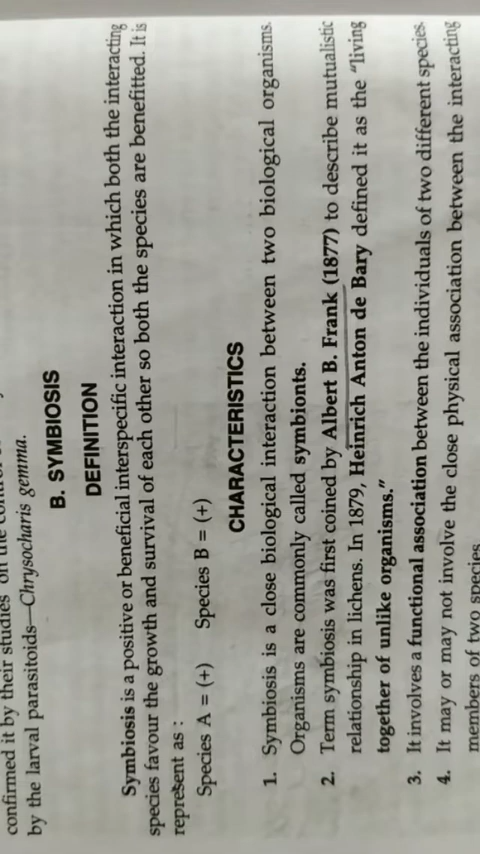 confirmed it by their studies on the
by the larval parasitoids—Chrysocharis gemma.
B. SYMBIOSIS
DEFINITION
Symbiosis is a positive or beneficial interspecific interaction in which both the interacting
species favour the growth and survival of each other so both the species are benefitted. It is
represent as :
Species A = (+) Species B = (+)
CHARACTERISTICS
1. Symbiosis is a close biological interaction between two biological organisms.
Organisms are commonly called symbionts.
2. Term symbiosis was first coined by Albert B. Frank (1877) to describe mutualistic
relationship in lichens. In 1879, Heinrich Anton de Bary defined it as the "living
together of unlike organisms."
3. It involves a functional association between the individuals of two different species.
4. It may or may not involve the close physical association between the interacting
members of two species